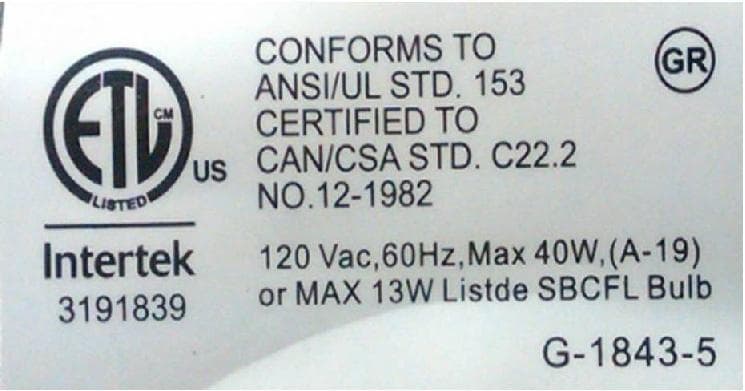 CONFORMS TO
ANSI/UL STD. 153
CERTIFIED TO
CAN/CSA STD. C22.2
NO.12-1982
GR
ETL CM
LISTED
US
Intertek
3191839
120 Vac,60Hz,Max 40W,(A-19)
or MAX 13W Listde SBCFL Bulb
G-1843-5